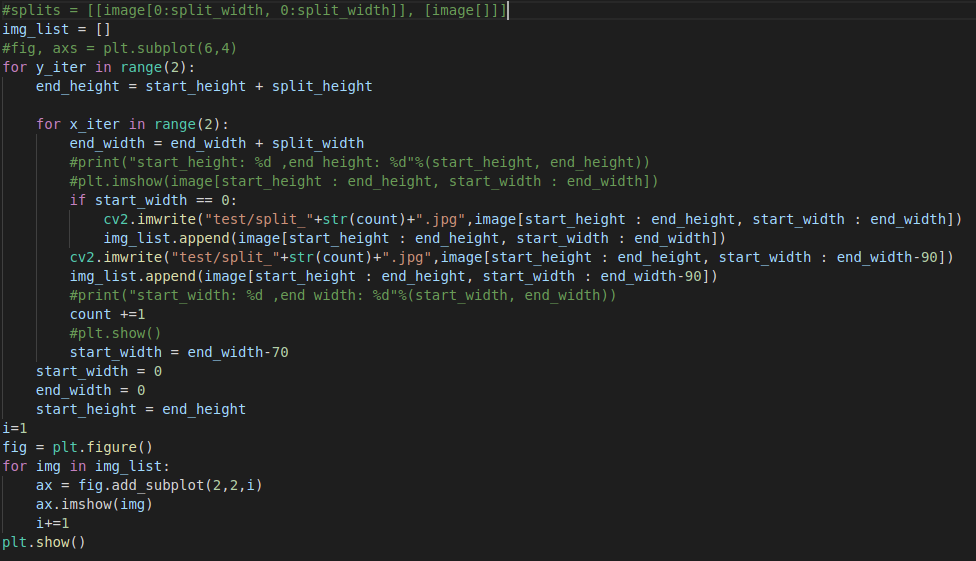 #splits = [[image[0:split_width, 0:split_width]], [image[]]]
img_list = []
#fig, axs = plt.subplot(6,4)
for y_iter in range(2):
    end_height = start_height + split_height

    for x_iter in range(2):
        end_width = end_width + split_width
        #print("start_height: %d ,end height: %d"%(start_height, end_height))
        #plt.imshow(image[start_height : end_height, start_width : end_width])
        if start_width == 0:
            cv2.imwrite("test/split_"+str(count)+".jpg",image[start_height : end_height, start_width : end_width])
            img_list.append(image[start_height : end_height, start_width : end_width])
        cv2.imwrite("test/split_"+str(count)+".jpg",image[start_height : end_height, start_width : end_width-90])
        img_list.append(image[start_height : end_height, start_width : end_width-90])
        #print("start_width: %d ,end width: %d"%(start_width, end_width))
        count +=1
        #plt.show()
        start_width = end_width-70
    start_width = 0
    end_width = 0
    start_height = end_height
i=1
fig = plt.figure()
for img in img_list:
    ax = fig.add_subplot(2,2,i)
    ax.imshow(img)
    i+=1
plt.show()